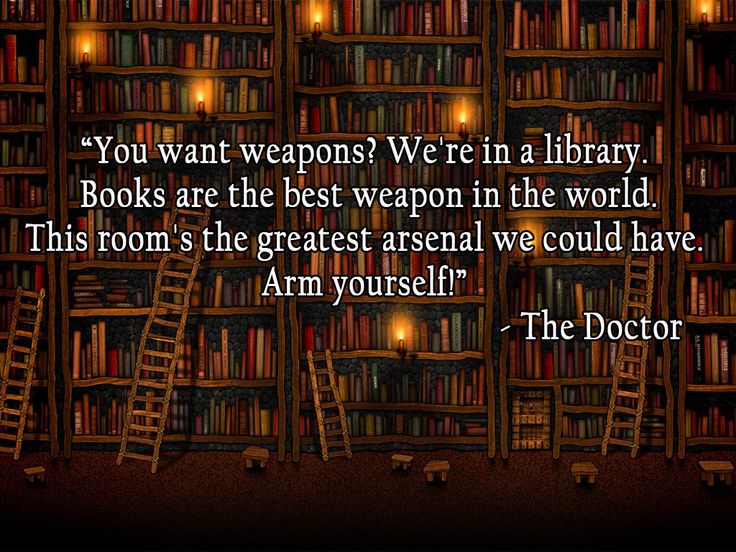 “You want weapons? We're in a library.
Books are the best weapon in the world.
This room's the greatest arsenal we could have.
Arm yourself!”
- The Doctor